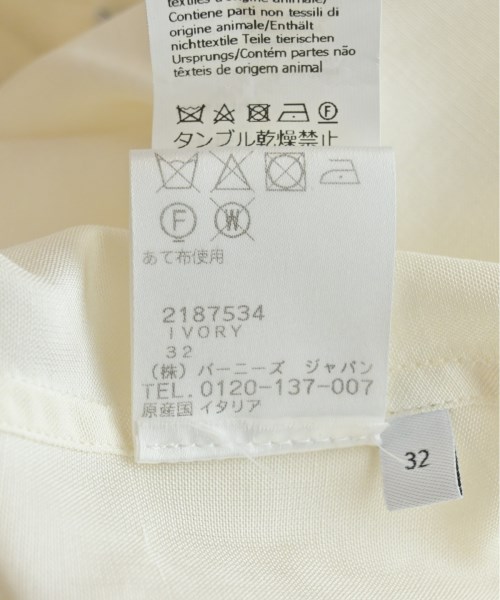 textiles d'origine animale/
Contiene parti non tessili di
origine animale/Enthält
nichttextile Teile tierischen
Ursprungs/Contém partes não
têxteis de origem animal
タンブル乾燥禁止
F
W
あて布使用
2187534
IVORY
32
(株) バーニーズ ジャパン
TEL. 0120-137-007
原産国 イタリア
32